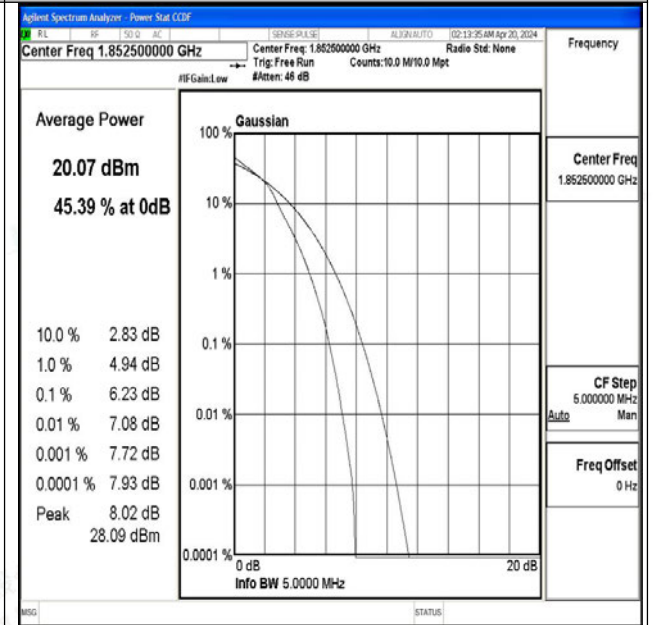 Agilent Spectrum Analyzer - Power Stat CCDF
RL RF 50 Ω AC SENSE:PULSE ALIGN AUTO 02:13:35 AM Apr 20, 2024
Center Freq 1.852500000 GHz
Center Freq: 1.852500000 GHz Radio Std: None
Trig: Free Run Counts:10.0 M/10.0 Mpt
#IFGain:Low #Atten: 46 dB
Frequency
Average Power
20.07 dBm
45.39 % at 0dB
10.0 % 2.83 dB
1.0 % 4.94 dB
0.1 % 6.23 dB
0.01 % 7.08 dB
0.001 % 7.72 dB
0.0001 % 7.93 dB
Peak 8.02 dB
28.09 dBm
Gaussian
100 %
10 %
1 %
0.1 %
0.01 %
0.001 %
0.0001 %
0 dB 20 dB
Info BW 5.0000 MHz
Center Freq
1.852500000 GHz
CF Step
5.000000 MHz
Auto Man
Freq Offset
0 Hz
MSG STATUS